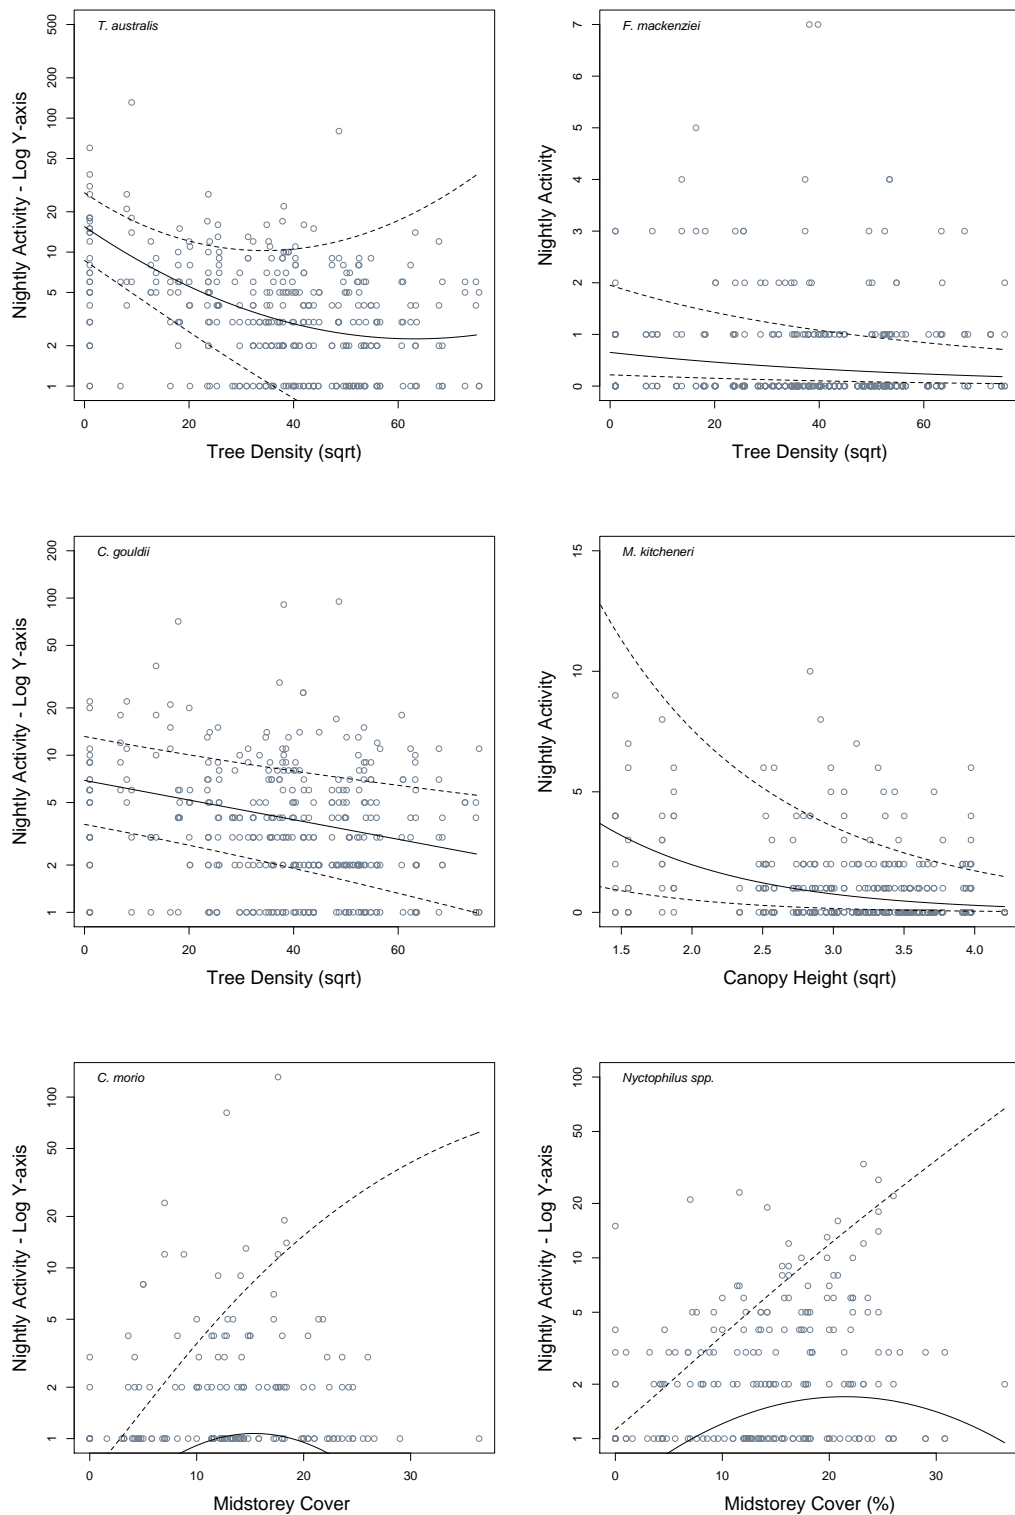 T. australis
Nightly Activity - Log Y-axis
500
200
100
50
20
10
5
2
1
0 20 40 60
Tree Density (sqrt)
F. mackenziei
Nightly Activity
7
6
5
4
3
2
1
0
20 40 60
Tree Density (sqrt)
C. gouldii
Nightly Activity - Log Y-axis
200
100
50
20
10
5
2
1
0 20 40 60
Tree Density (sqrt)
M. kitcheneri
Nightly Activity
15
10
5
0
1.5 2.0 2.5 3.0 3.5 4.0
Canopy Height (sqrt)
C. morio
Nightly Activity - Log Y-axis
100
50
20
10
5
2
1
0 10 20 30
Midstorey Cover
Nyctophilus spp.
Nightly Activity - Log Y-axis
100
50
20
10
5
2
1
0 10 20 30
Midstorey Cover (%)